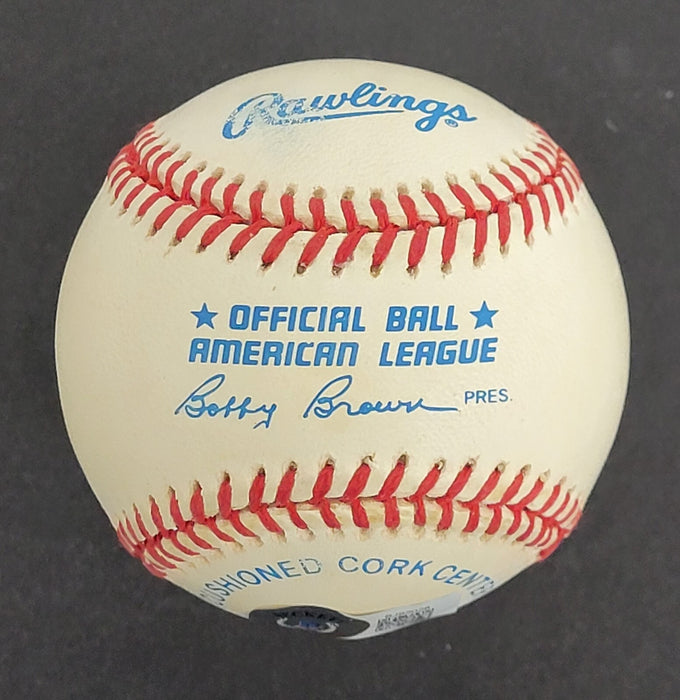 Rawlings®
★ OFFICIAL BALL ★
AMERICAN LEAGUE
Bobby Brown PRES.
CUSHIONED CORK CENTER